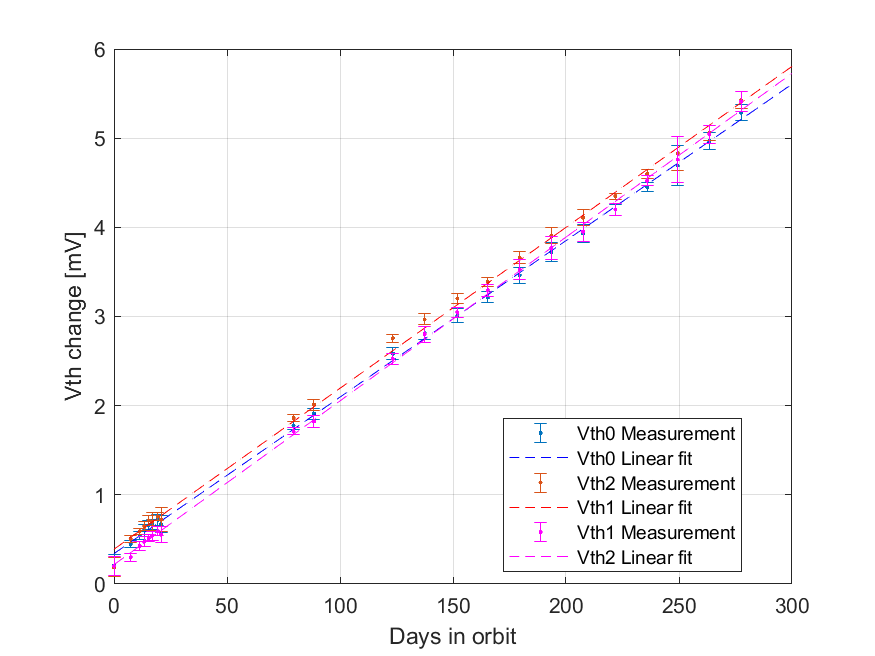 6
5
4
3
2
1
0
Vth change [mV]
Vth0 Measurement
Vth0 Linear fit
Vth2 Measurement
Vth1 Linear fit
Vth1 Measurement
Vth2 Linear fit
0 50 100 150 200 250 300
Days in orbit